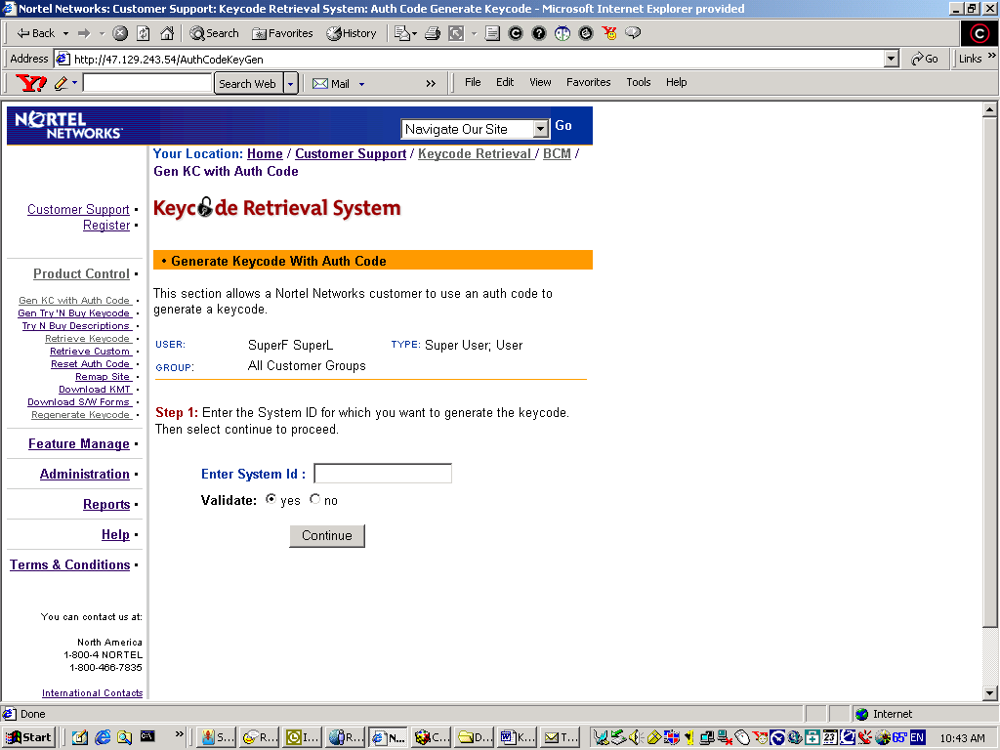 Nortel Networks: Customer Support: Keycode Retrieval System: Auth Code Generate Keycode - Microsoft Internet Explorer provided
Back
Search
Favorites
History
Address
http://47.129.243.54/AuthCodeKeyGen
Go
Links »
Y!
Search Web
Mail
»
File Edit View Favorites Tools Help
NORTEL
NETWORKS
Navigate Our Site
Go
Your Location: Home / Customer Support / Keycode Retrieval / BCM /
Gen KC with Auth Code
Keycode Retrieval System
Customer Support •
Register •
Product Control •
Gen KC with Auth Code •
Gen Try 'N Buy Keycode •
Try N Buy Descriptions •
Retrieve Keycode •
Retrieve Custom •
Reset Auth Code •
Remap Site •
Download KMT •
Download S/W Forms •
Regenerate Keycode •
Feature Manage •
Administration •
Reports •
Help •
Terms & Conditions •
You can contact us at:
North America
1-800-4 NORTEL
1-800-466-7835
International Contacts
• Generate Keycode With Auth Code
This section allows a Nortel Networks customer to use an auth code to
generate a keycode.
USER: SuperF SuperL TYPE: Super User; User
GROUP: All Customer Groups
Step 1: Enter the System ID for which you want to generate the keycode.
Then select continue to proceed.
Enter System Id :
Validate: yes no
Continue
Done
Internet
Start
»
S...
R...
I...
R...
N...
C...
D...
K...
T...
23
65°
EN
10:43 AM